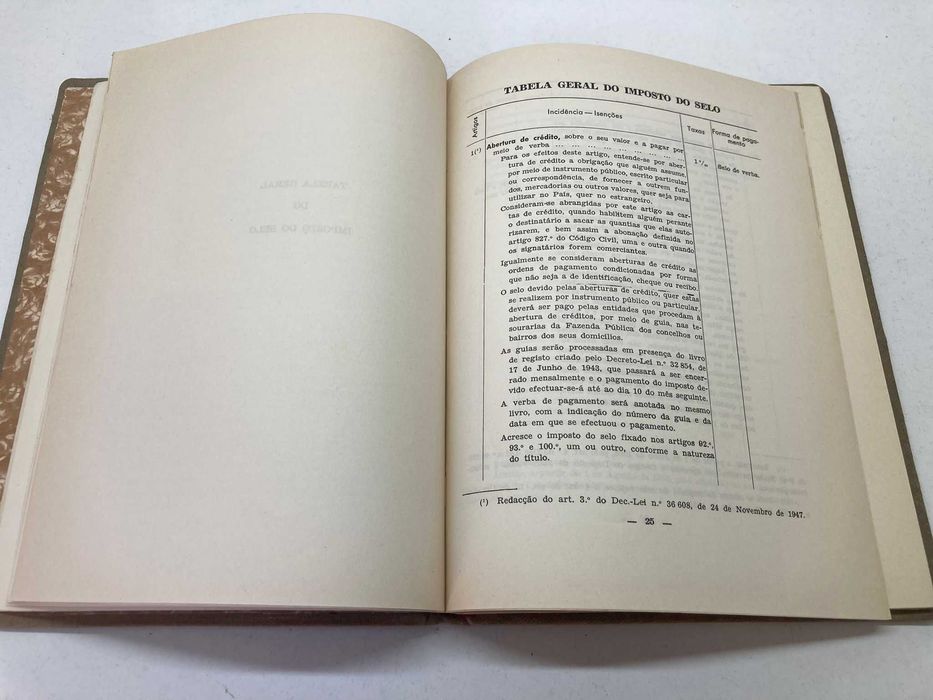 TABELA GERAL DO IMPOSTO DO SELO
Artigos
Incidência — Isenções
Taxas
Forma de paga-
mento
1(¹)
Abertura de crédito, sobre o seu valor e a pagar por
meio de verba ... ... ... ... ... ... ... ... ...
1 º/₀₀
Selo de verba.
Para os efeitos deste artigo, entende-se por aber-
tura de crédito a obrigação que alguém assume,
por meio de instrumento público, escrito particular
ou correspondência, de fornecer a outrem fun-
dos, mercadorias ou outros valores, quer seja para
utilizar no País, quer no estrangeiro.
Consideram-se abrangidas por este artigo as car-
tas de crédito, quando habilitem alguém perante
o destinatário a sacar as quantias que elas auto-
rizarem, e bem assim a abonação definida no
artigo 827.º do Código Civil, uma e outra quando
os signatários forem comerciantes.
Igualmente se consideram aberturas de crédito as
ordens de pagamento condicionadas por forma
que não seja a de identificação, cheque ou recibo.
O selo devido pelas aberturas de crédito, quer estas
se realizem por instrumento público ou particular,
deverá ser pago pelas entidades que procedam à
abertura de créditos, por meio de guia, nas te-
sourarias da Fazenda Pública dos concelhos ou
bairros dos seus domicílios.
As guias serão processadas em presença do livro
de registo criado pelo Decreto-Lei n.º 32 854, de
17 de Junho de 1943, que passará a ser encer-
rado mensalmente e o pagamento do imposto de-
vido efectuar-se-á até ao dia 10 do mês seguinte.
A verba de pagamento será anotada no mesmo
livro, com a indicação do número da guia e da
data em que se efectuou o pagamento.
Acresce o imposto do selo fixado nos artigos 92.º,
93.º e 100.º, um ou outro, conforme a natureza
do título.
(¹) Redacção do art. 3.º do Dec.-Lei n.º 36 608, de 24 de Novembro de 1947.
— 25 —